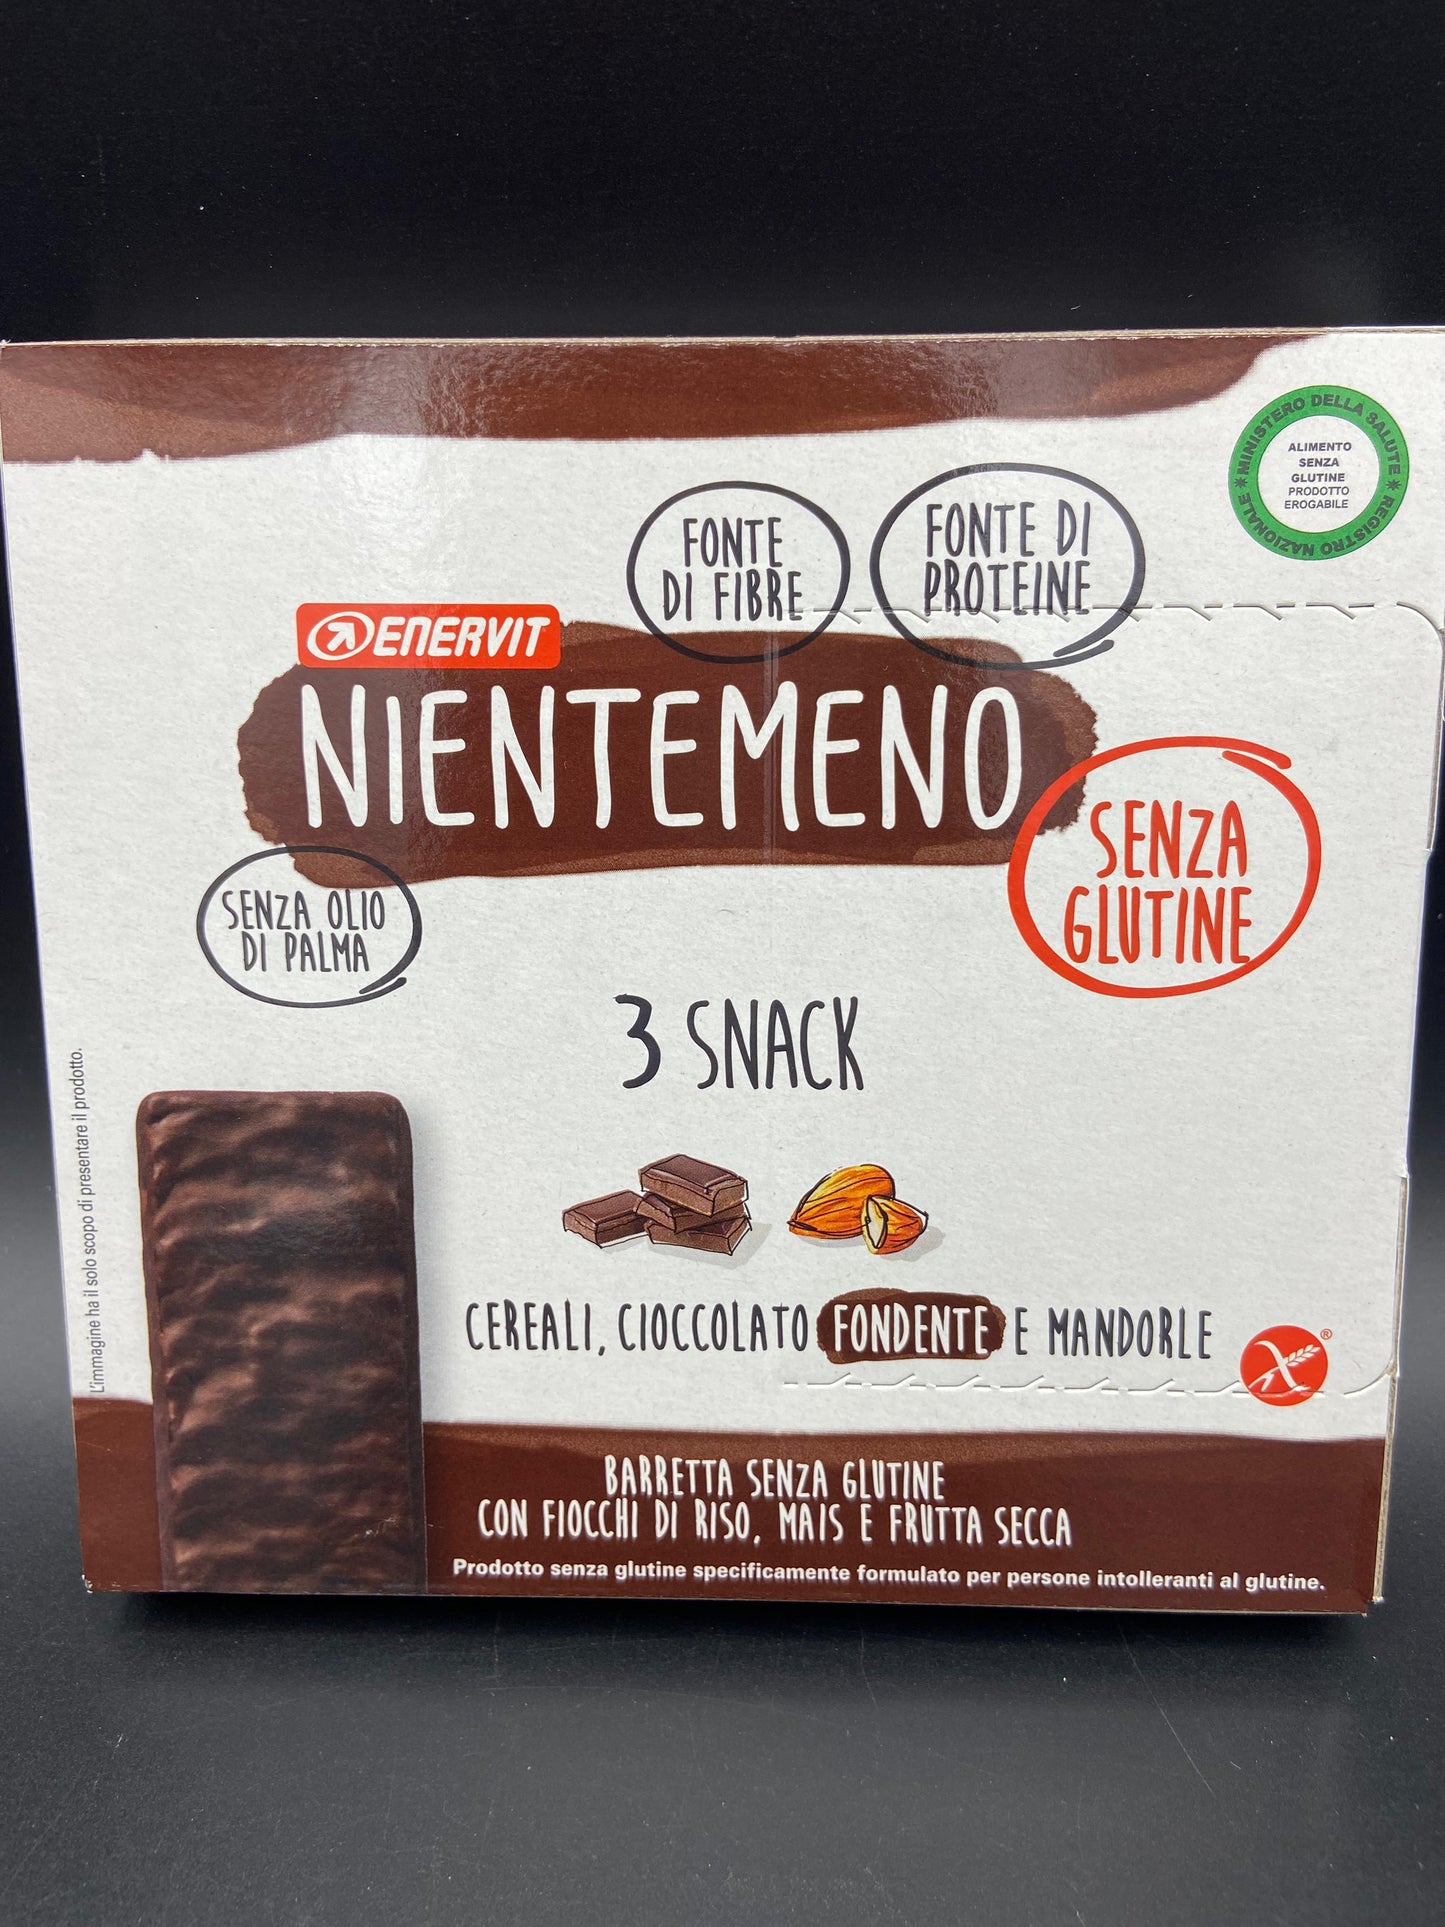 MINISTERO DELLA SALUTE * REGISTRO NAZIONALE *
ALIMENTO
SENZA
GLUTINE
PRODOTTO
EROGABILE
FONTE
DI FIBRE
FONTE DI
PROTEINE
ENERVIT
NIENTEMENO
SENZA
GLUTINE
SENZA OLIO
DI PALMA
3 SNACK
CEREALI, CIOCCOLATO FONDENTE E MANDORLE
®
L'immagine ha il solo scopo di presentare il prodotto.
BARRETTA SENZA GLUTINE
CON FIOCCHI DI RISO, MAIS E FRUTTA SECCA
Prodotto senza glutine specificamente formulato per persone intolleranti al glutine.